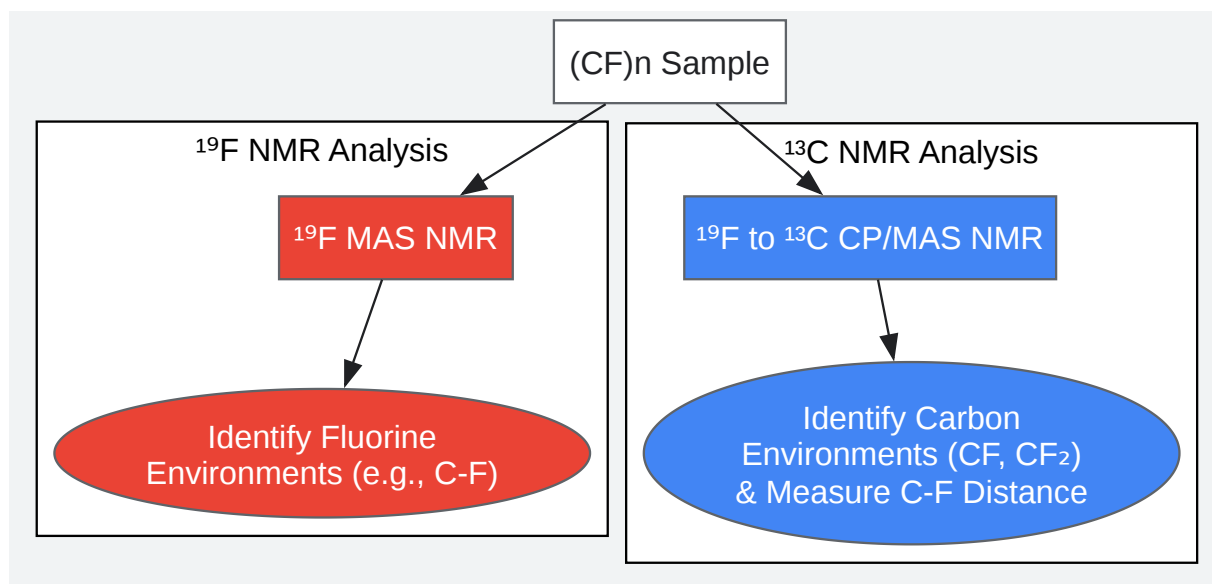 (CF)n Sample
¹⁹F NMR Analysis
¹³C NMR Analysis
¹⁹F MAS NMR
¹⁹F to ¹³C CP/MAS NMR
Identify Fluorine
Environments (e.g., C-F)
Identify Carbon
Environments (CF, CF₂)
& Measure C-F Distance